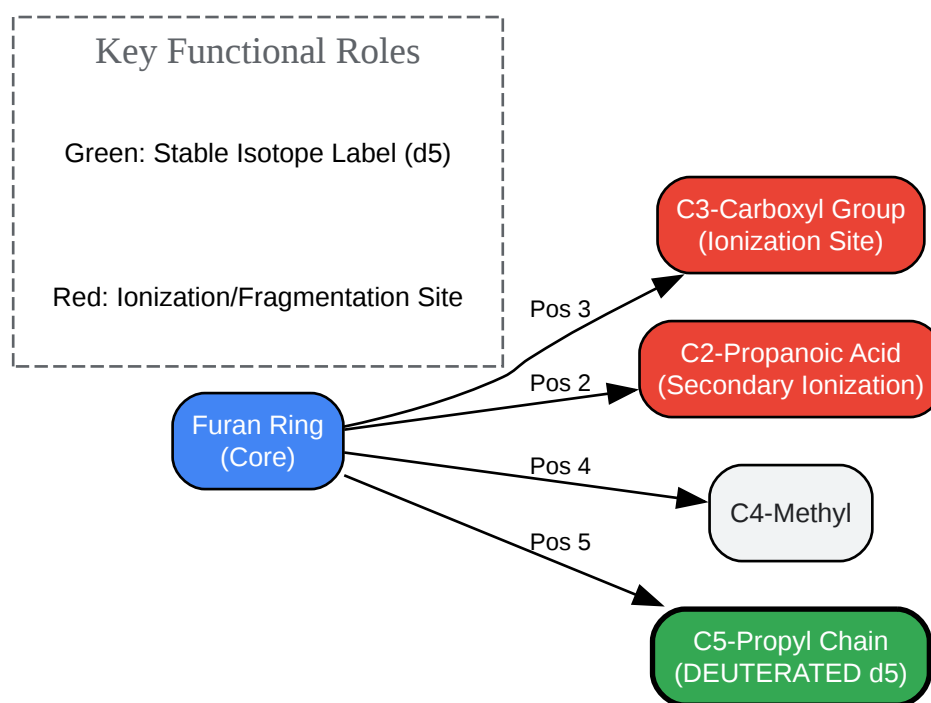 Key Functional Roles
Green: Stable Isotope Label (d5)
Red: Ionization/Fragmentation Site
C3-Carboxyl Group
(Ionization Site)
Pos 3
C2-Propanoic Acid
(Secondary Ionization)
Pos 2
Furan Ring
(Core)
Pos 4
C4-Methyl
Pos 5
C5-Propyl Chain
(DEUTERATED d5)